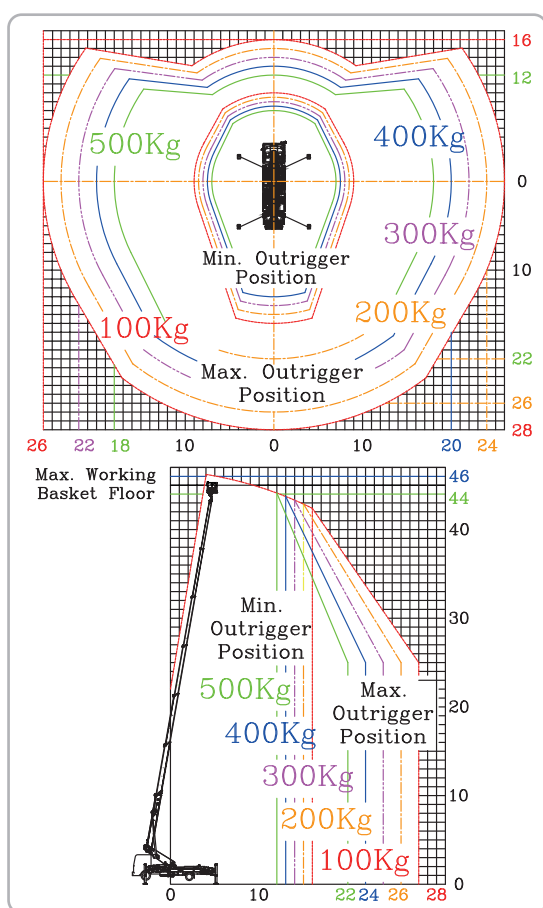 16
12
500Kg
400Kg
0
300Kg
Min. Outrigger
Position
10
200Kg
100Kg
Max. Outrigger
Position
22
26
28
26 22 18 10 0 10 20 24
Max. Working
Basket Floor
46
44
40
Min.
Outrigger
Position
30
500Kg
Max.
Outrigger
Position
20
400Kg
300Kg
10
200Kg
100Kg
0
0 10 22 24 26 28